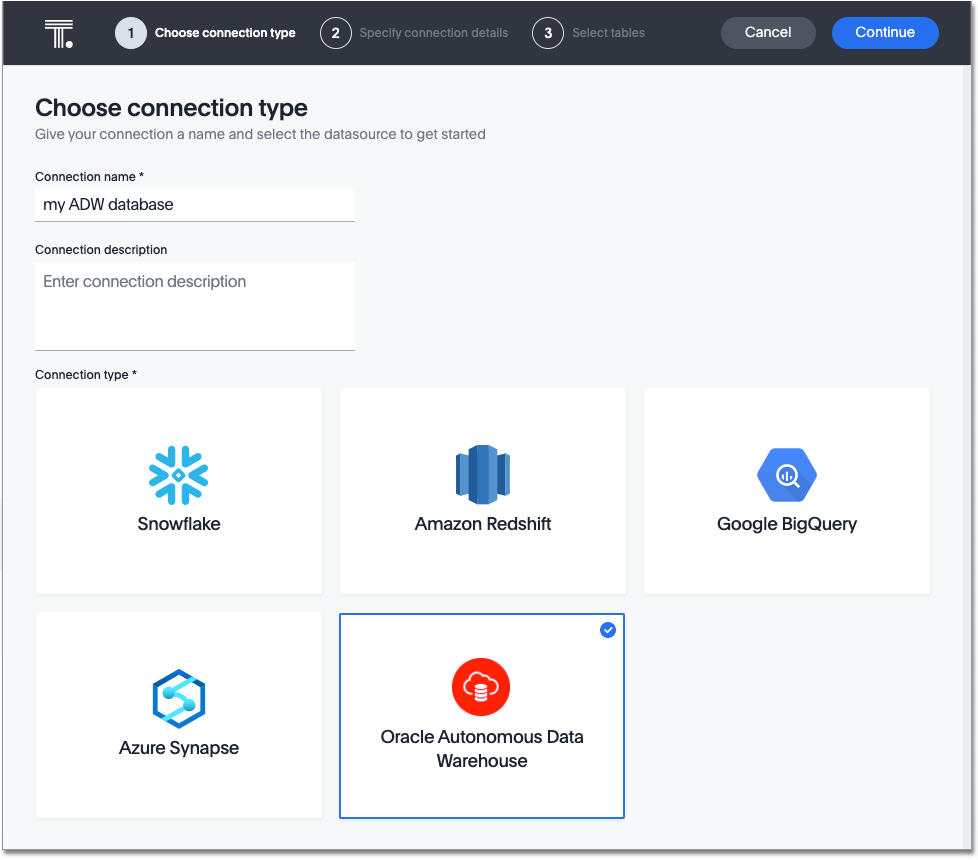 T.
1 Choose connection type 2 Specify connection details 3 Select tables Cancel Continue
Choose connection type
Give your connection a name and select the datasource to get started
Connection name *
my ADW database
Connection description
Enter connection description
Connection type *
Snowflake Amazon Redshift Google BigQuery
Azure Synapse
Oracle Autonomous Data
Warehouse